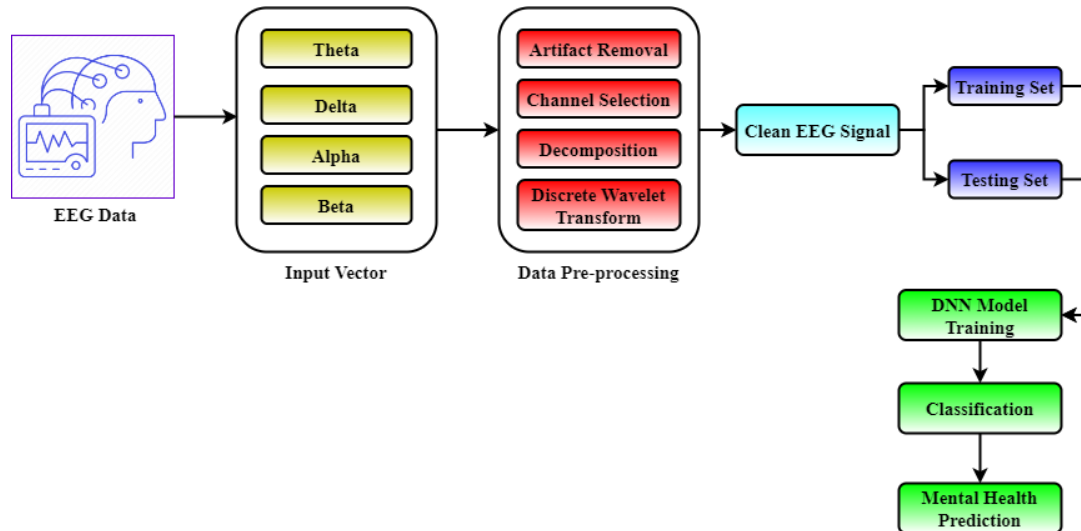 EEG Data
Theta
Delta
Alpha
Beta
Input Vector
Artifact Removal
Channel Selection
Decomposition
Discrete Wavelet
Transform
Data Pre-processing
Clean EEG Signal
Training Set
Testing Set
DNN Model
Training
Classification
Mental Health
Prediction